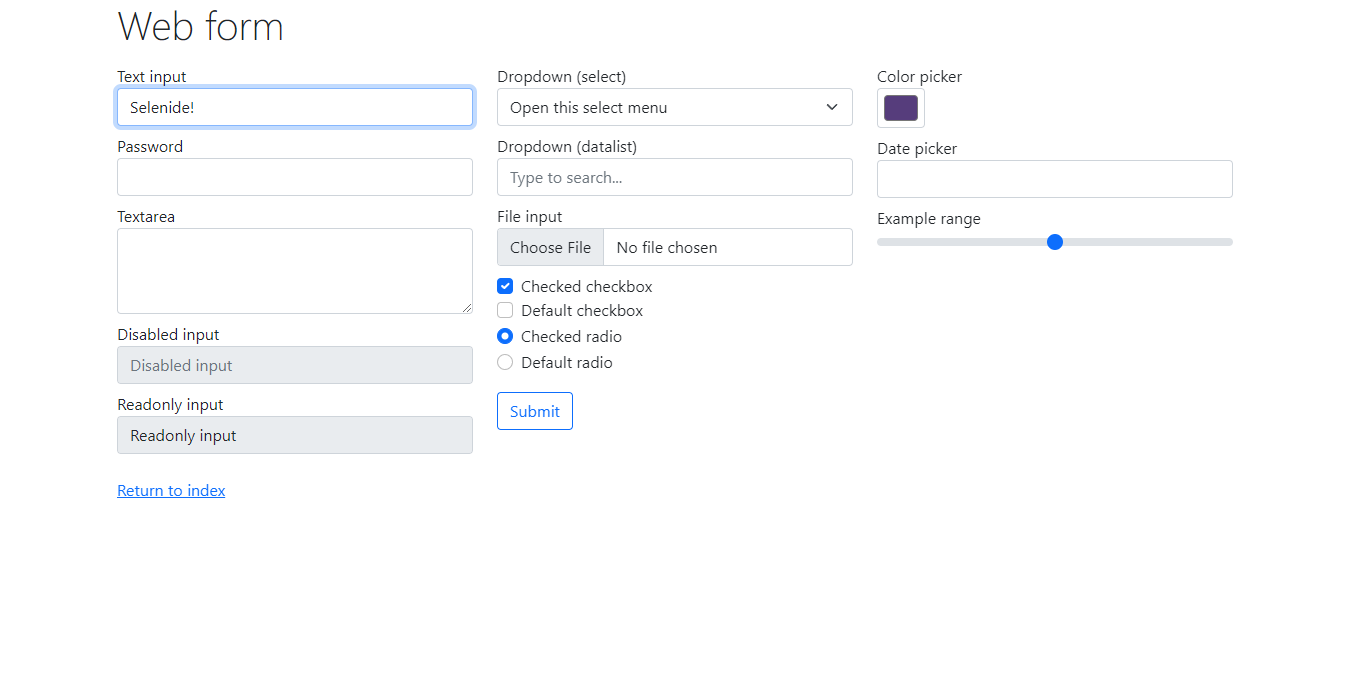 Web form
Text input
Selenide!
Password
Textarea
Disabled input
Disabled input
Readonly input
Readonly input
Return to index
Dropdown (select)
Open this select menu
Dropdown (datalist)
Type to search...
File input
Choose File No file chosen
Checked checkbox
Default checkbox
Checked radio
Default radio
Submit
Color picker
Date picker
Example range